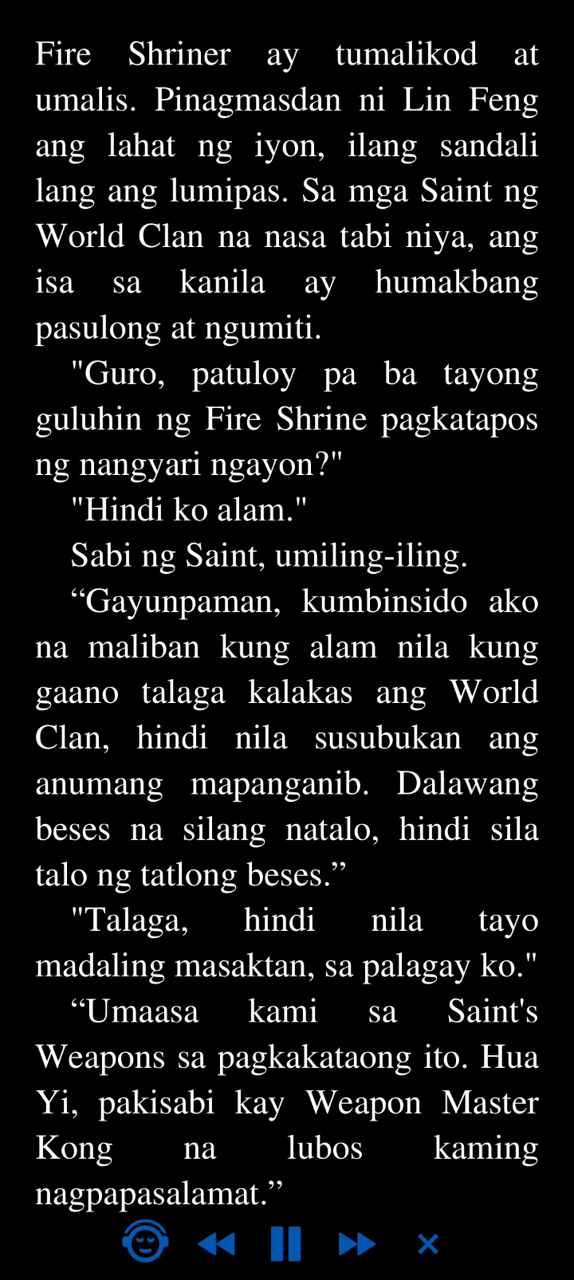 Fire Shriner ay tumalikod at
umalis. Pinagmasdan ni Lin Feng
ang lahat ng iyon, ilang sandali
lang ang lumipas. Sa mga Saint ng
World Clan na nasa tabi niya, ang
isa sa kanila ay humakbang
pasulong at ngumiti.
"Guro, patuloy pa ba tayong
guluhin ng Fire Shrine pagkatapos
ng nangyari ngayon?"
"Hindi ko alam."
Sabi ng Saint, umiling-iling.
“Gayunpaman, kumbinsido ako
na maliban kung alam nila kung
gaano talaga kalakas ang World
Clan, hindi nila susubukan ang
anumang mapanganib. Dalawang
beses na silang natalo, hindi sila
talo ng tatlong beses.”
"Talaga, hindi nila tayo
madaling masaktan, sa palagay ko."
“Umaasa kami sa Saint's
Weapons sa pagkakataong ito. Hua
Yi, pakisabi kay Weapon Master
Kong na lubos kaming
nagpapasalamat.”